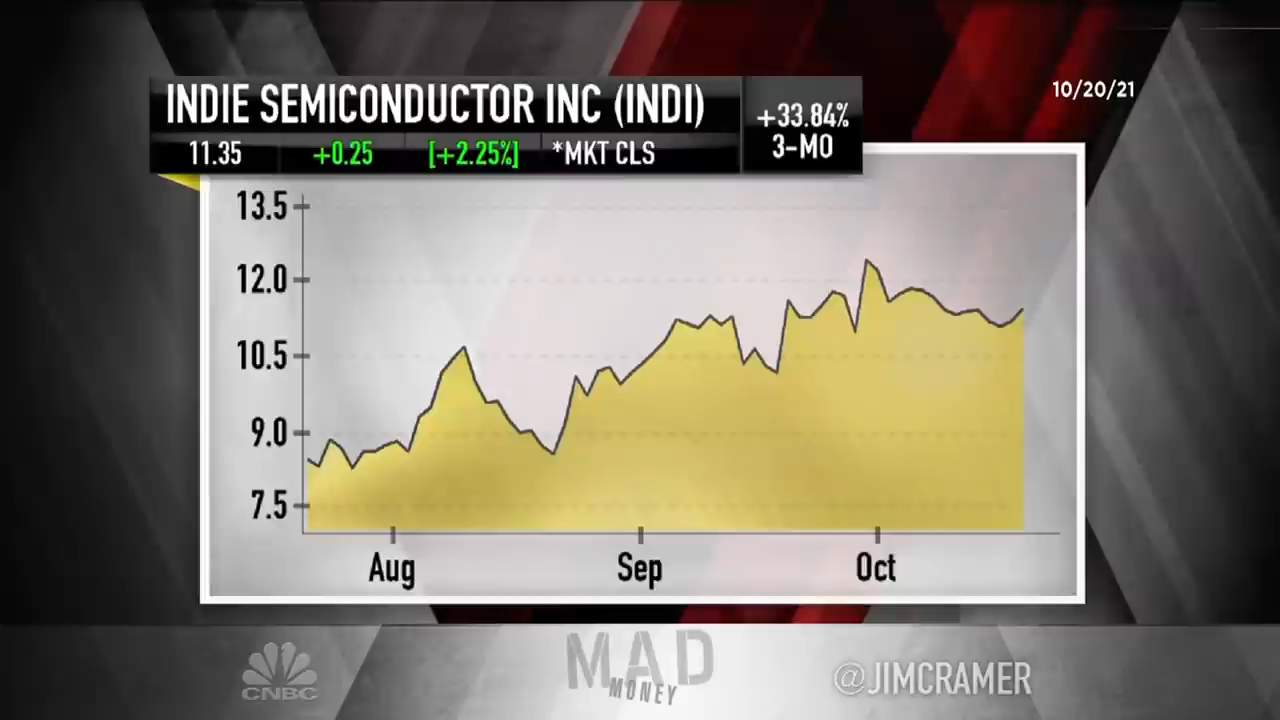 INDIE SEMICONDUCTOR INC (INDI)
11.35 +0.25 [+2.25%] *MKT CLS
+33.84%
3-MO
10/20/21
13.5
12.0
10.5
9.0
7.5
Aug Sep Oct
CNBC
MAD
MONEY
@JIMCRAMER